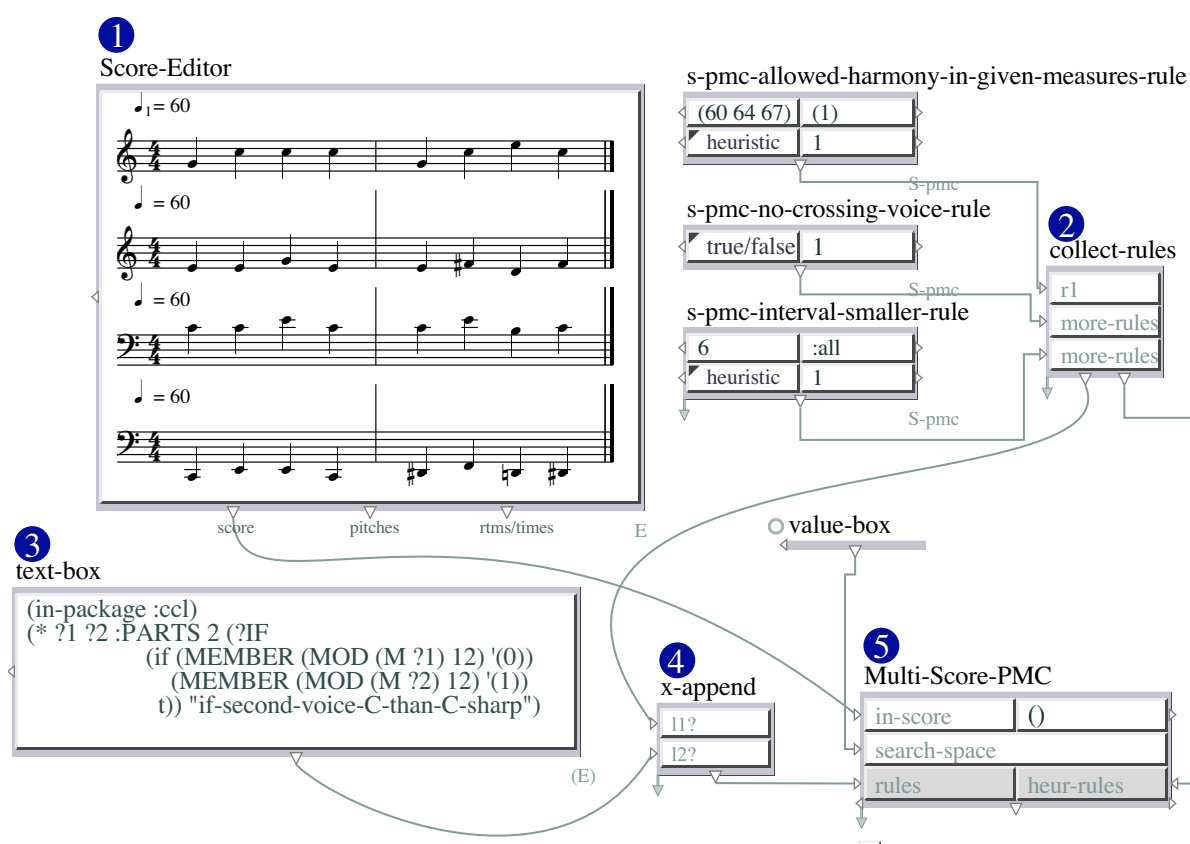 1
Score-Editor
♩1= 60
♩ = 60
♩ = 60
♩ = 60
score
pitches
rtms/times
E
s-pmc-allowed-harmony-in-given-measures-rule
(60 64 67)
(1)
heuristic
1
S-pmc
s-pmc-no-crossing-voice-rule
true/false
1
S-pmc
s-pmc-interval-smaller-rule
6
:all
heuristic
1
S-pmc
2
collect-rules
r1
more-rules
more-rules
3
text-box
(in-package :ccl)
(* ?1 ?2 :PARTS 2 (?IF
(if (MEMBER (MOD (M ?1) 12) '(0))
(MEMBER (MOD (M ?2) 12) '(1))
t)) "if-second-voice-C-than-C-sharp")
(E)
value-box
4
x-append
l1?
l2?
5
Multi-Score-PMC
in-score
()
search-space
rules
heur-rules